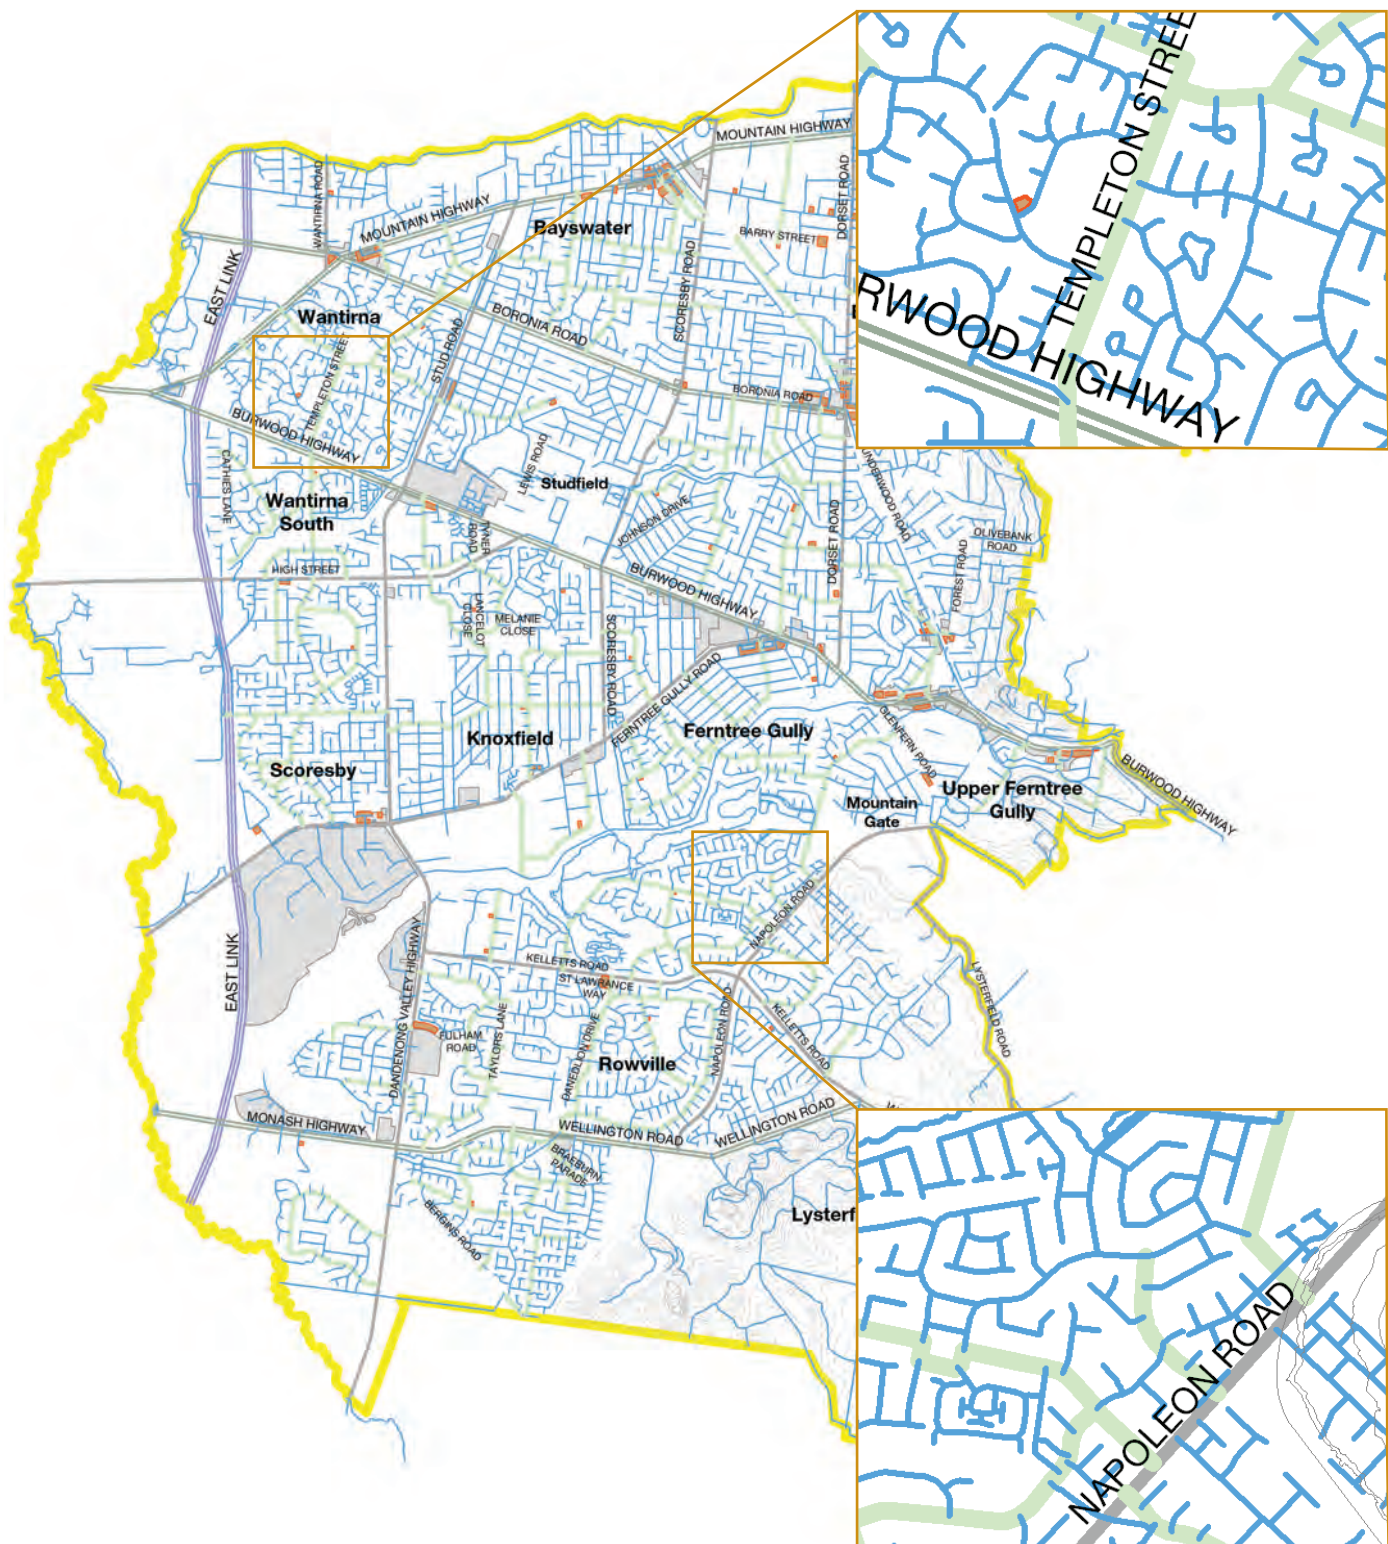 TEMPLETON STREE
RWOOD HIGHWAY
MOUNTAIN HIGHWAY
WANTIRNA ROAD
MOUNTAIN HIGHWAY
DORSET ROAD
Bayswater
BARRY STREET
EAST LINK
SCORESBY ROAD
Wantirna
BORONIA ROAD
STUD ROAD
TEMPLETON STREET
BORONIA ROAD
BURWOOD HIGHWAY
CATHIES LANE
LEWIS ROAD
Studfield
UNDERWOOD ROAD
Wantirna
South
JOHNSON DRIVE
TYNER
ROAD
DORSET ROAD
OLIVEBANK
ROAD
HIGH STREET
BURWOOD HIGHWAY
FOREST ROAD
LANCELOT
CLOSE
MELANIE
CLOSE
SCORESBY ROAD
FERNTREE GULLY ROAD
Knoxfield
Ferntree Gully
GLENFERN ROAD
Scoresby
BURWOOD HIGHWAY
Upper Ferntree
Gully
Mountain
Gate
NAPOLEON ROAD
EAST LINK
DANDENONG VALLEY HIGHWAY
KELLETTS ROAD
ST LAWRANCE
WAY
LYSTERFIELD ROAD
FULHAM
ROAD
TAYLORS LANE
DANEDLION DRIVE
NAPOLEON ROAD
KELLETTS ROAD
Rowville
MONASH HIGHWAY
WELLINGTON ROAD
WELLINGTON ROAD
BRAEBURN
PARADE
BERGINS ROAD
Lysterf
NAPOLEON ROAD